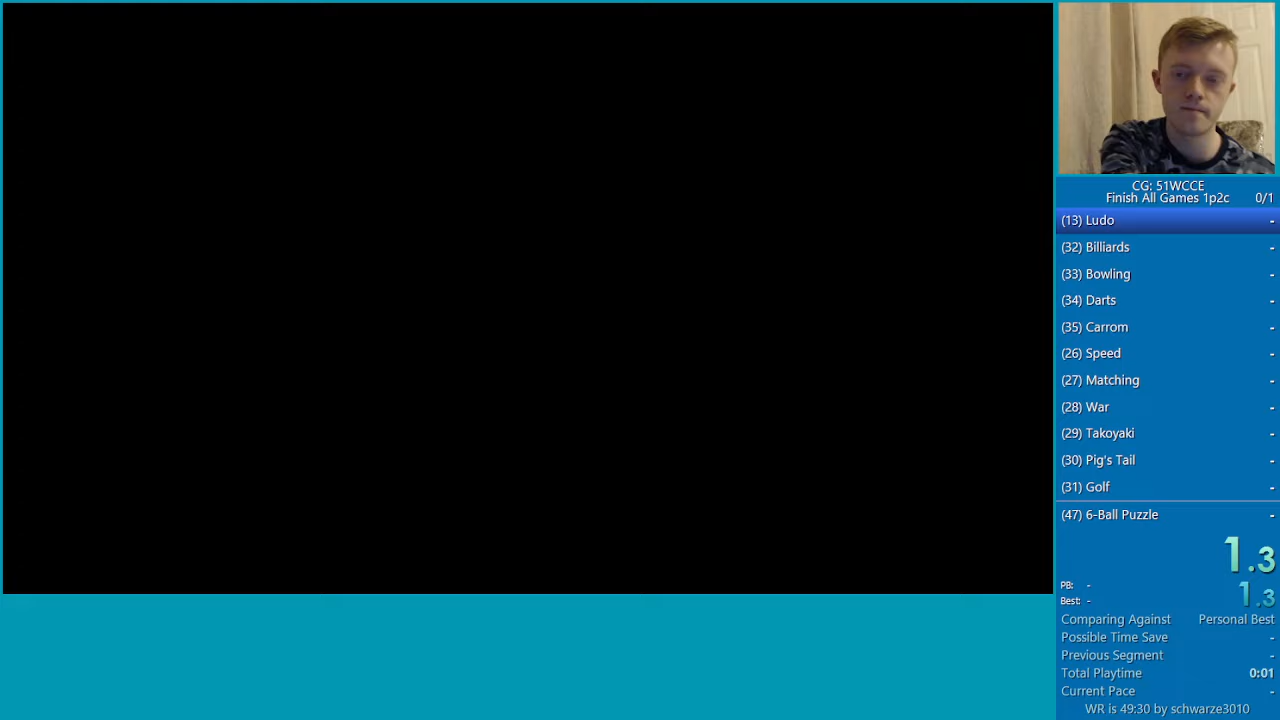 CG: 51WCCE
Finish All Games 1p2c 0/1
(13) Ludo -
(32) Billiards -
(33) Bowling -
(34) Darts -
(35) Carrom -
(26) Speed -
(27) Matching -
(28) War -
(29) Takoyaki -
(30) Pig's Tail -
(31) Golf -
(47) 6-Ball Puzzle -
1.3
PB: -
Best: - 1.3
Comparing Against Personal Best
Possible Time Save -
Previous Segment -
Total Playtime 0:01
Current Pace -
WR is 49:30 by schwarze3010